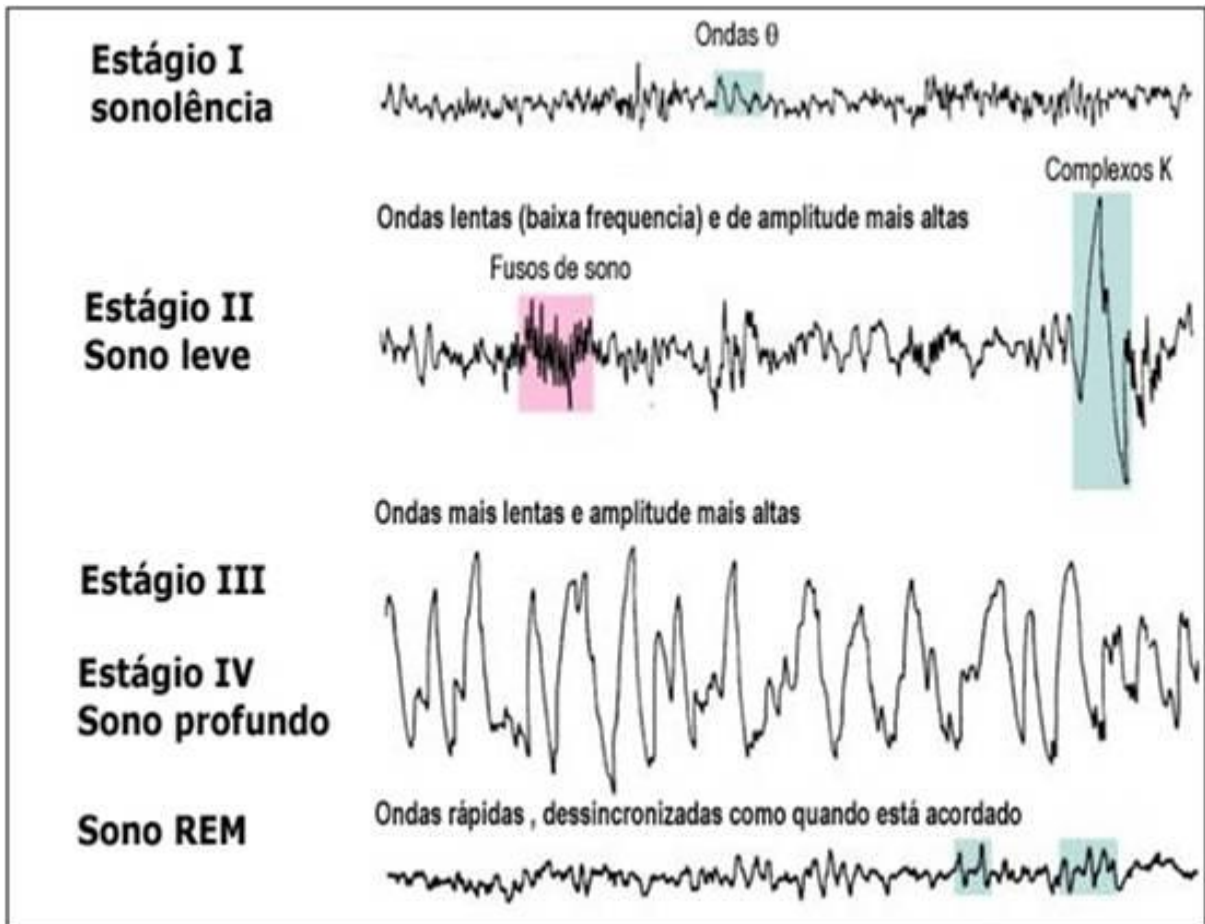 Estágio I
sonolência
Ondas θ
Complexos K
Ondas lentas (baixa frequencia) e de amplitude mais altas
Fusos de sono
Estágio II
Sono leve
Ondas mais lentas e amplitude mais altas
Estágio III
Estágio IV
Sono profundo
Ondas rápidas , dessincronizadas como quando está acordado
Sono REM